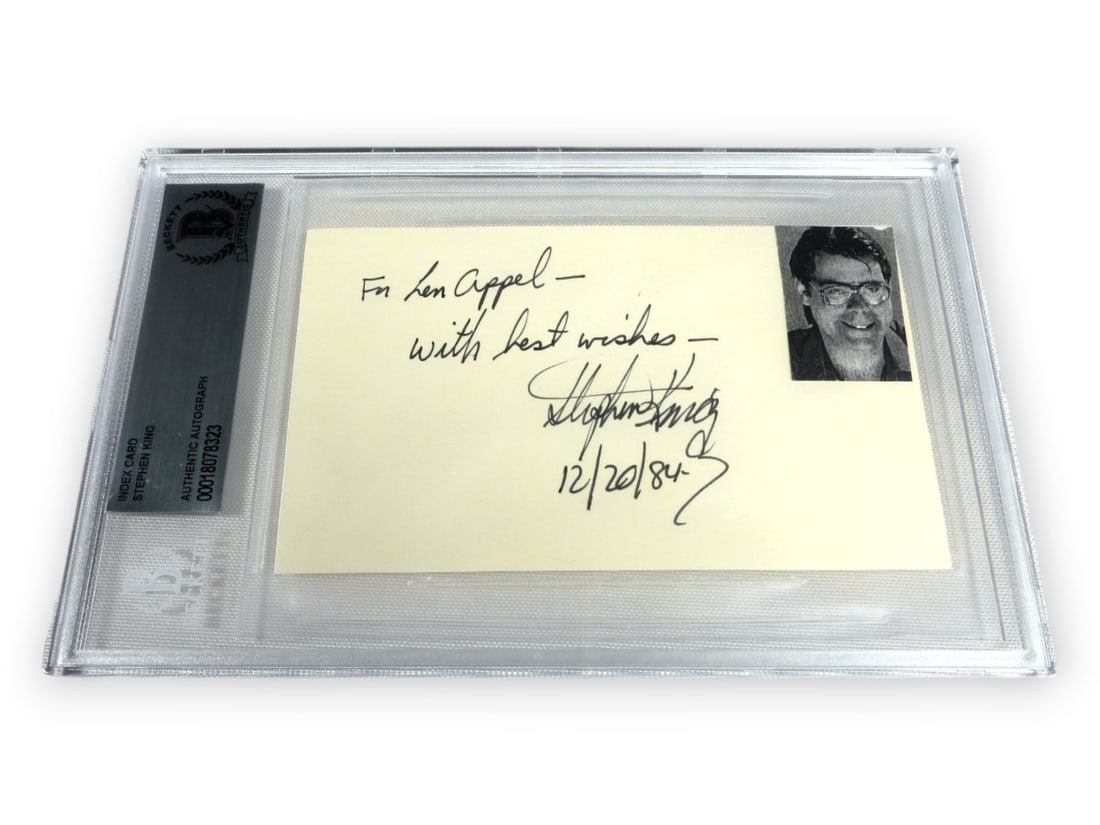 For Len Appel —
with best wishes —
Stephen King
12/20/84
BECKETT
AUTHENTIC
B
INDEX CARD
STEPHEN KING
AUTHENTIC AUTOGRAPH
00018078323
B